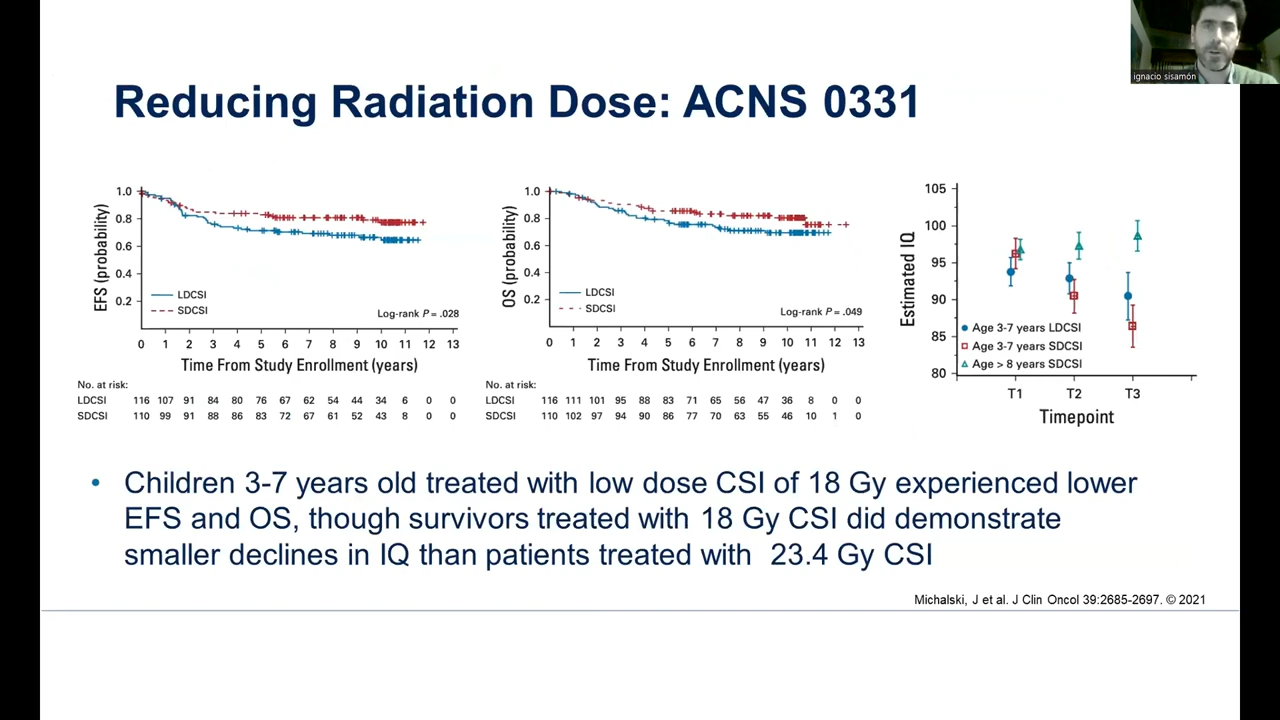 ignacio sisamón
Reducing Radiation Dose: ACNS 0331
EFS (probability)
1.0
0.8
0.6
0.4
0.2
LDCSI
SDCSI
Log-rank P = .028
0 1 2 3 4 5 6 7 8 9 10 11 12 13
Time From Study Enrollment (years)
No. at risk:
LDCSI 116 107 91 84 80 76 67 62 54 44 34 6 0 0
SDCSI 110 99 91 88 86 83 72 67 61 52 43 8 0 0
OS (probability)
1.0
0.8
0.6
0.4
0.2
LDCSI
SDCSI
Log-rank P = .049
0 1 2 3 4 5 6 7 8 9 10 11 12 13
Time From Study Enrollment (years)
No. at risk:
LDCSI 116 111 101 95 88 83 71 65 56 47 36 8 0 0
SDCSI 110 102 97 94 90 86 77 70 63 55 46 10 1 0
Estimated IQ
105
100
95
90
85
80
Age 3-7 years LDCSI
Age 3-7 years SDCSI
Age > 8 years SDCSI
T1 T2 T3
Timepoint
• Children 3-7 years old treated with low dose CSI of 18 Gy experienced lower
EFS and OS, though survivors treated with 18 Gy CSI did demonstrate
smaller declines in IQ than patients treated with 23.4 Gy CSI
Michalski, J et al. J Clin Oncol 39:2685-2697. © 2021